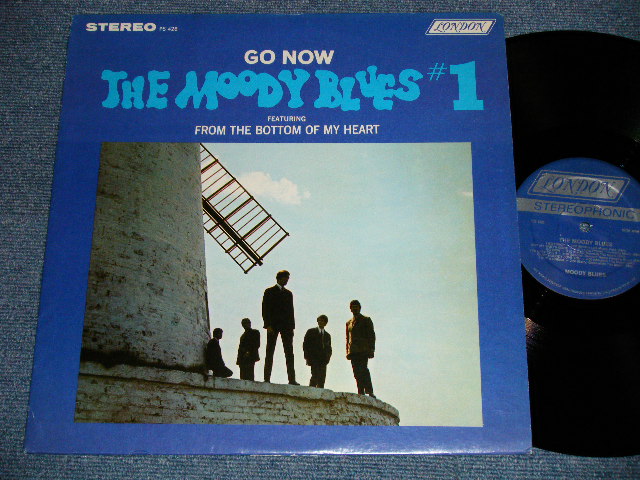 STEREO PS 428
LONDON
GO NOW
THE MOODY BLUES #1
FEATURING
FROM THE BOTTOM OF MY HEART
LONDON
STEREOPHONIC
THE MOODY BLUES
MOODY BLUES